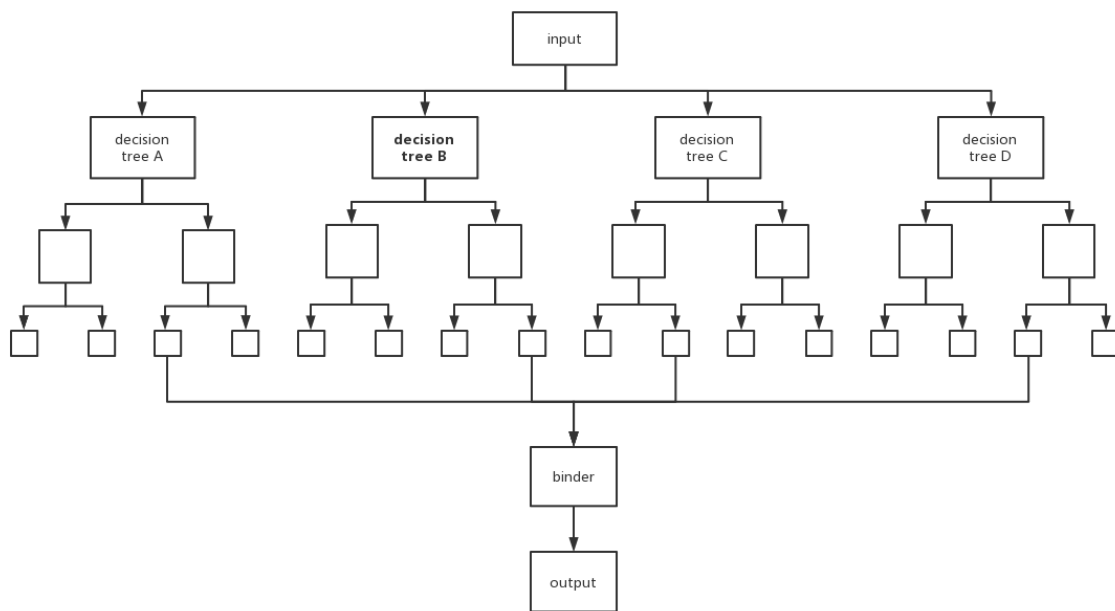 input
decision
tree A
decision
tree B
decision
tree C
decision
tree D
binder
output